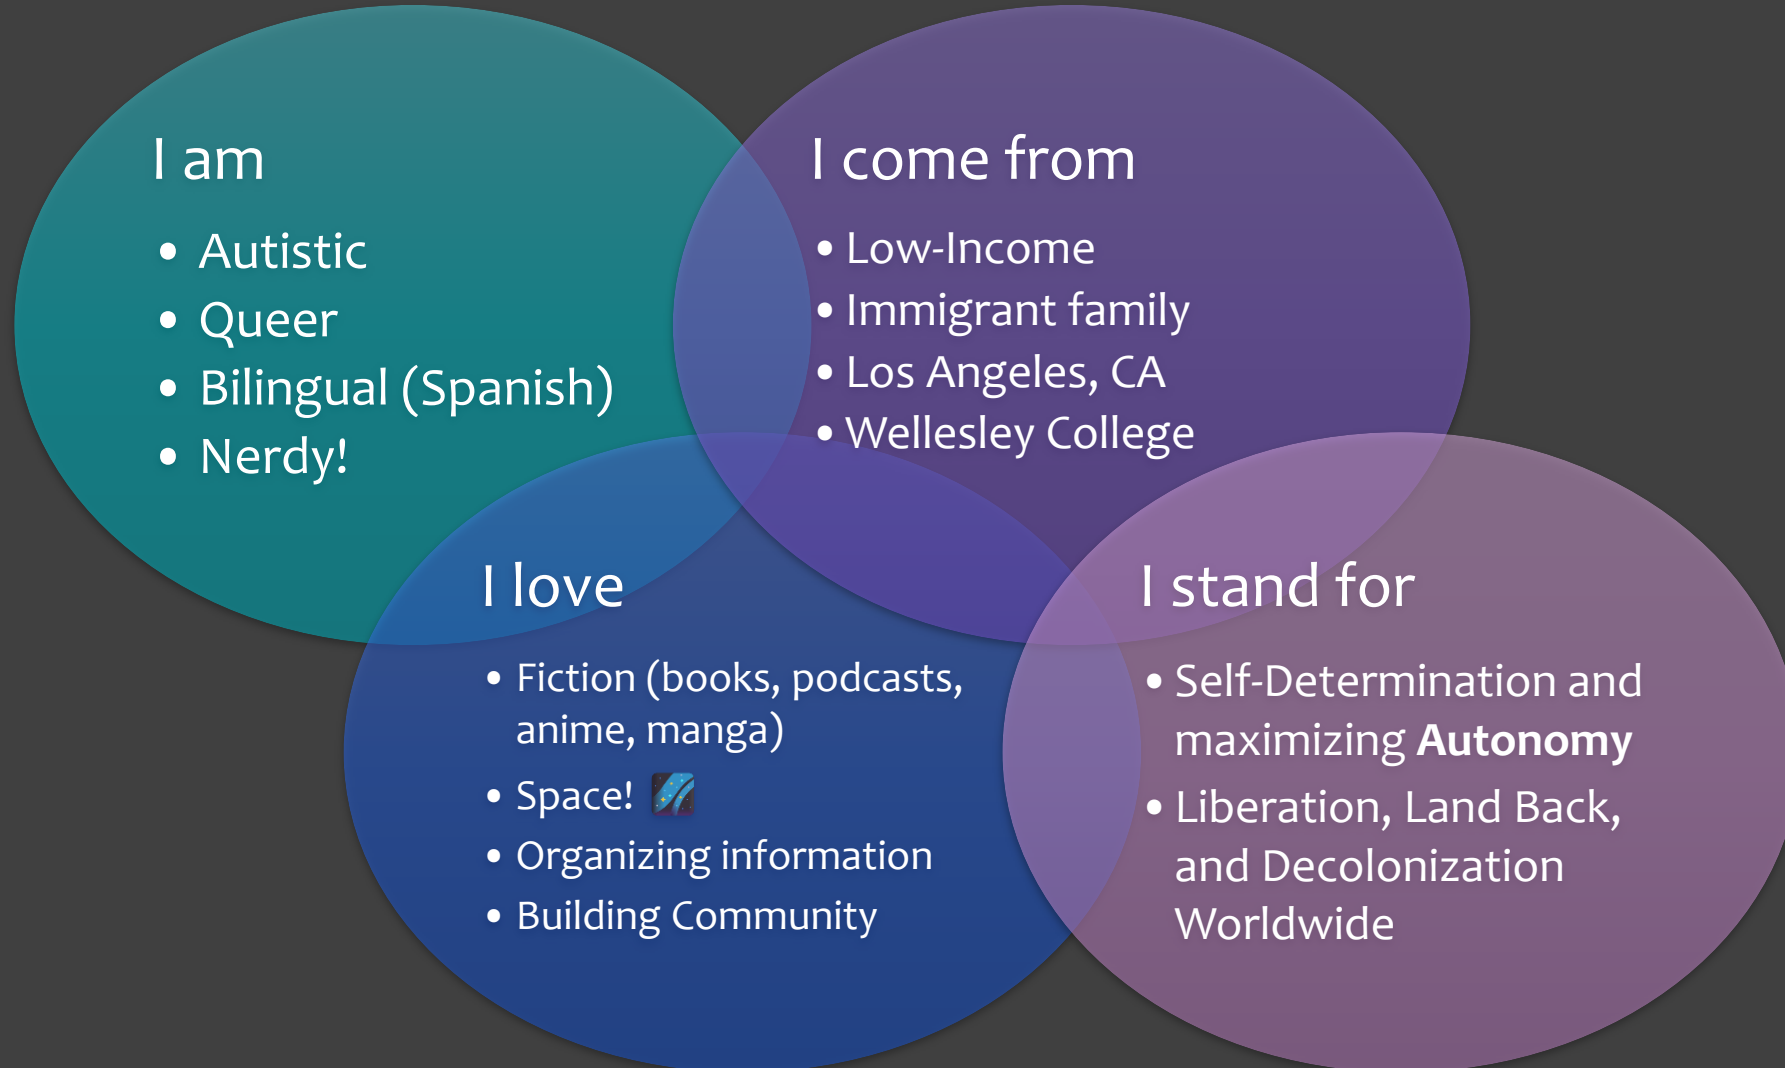 I am
• Autistic
• Queer
• Bilingual (Spanish)
• Nerdy!
I come from
• Low-Income
• Immigrant family
• Los Angeles, CA
• Wellesley College
I love
• Fiction (books, podcasts,
anime, manga)
• Space! 🌌
• Organizing information
• Building Community
I stand for
• Self-Determination and
maximizing Autonomy
• Liberation, Land Back,
and Decolonization
Worldwide